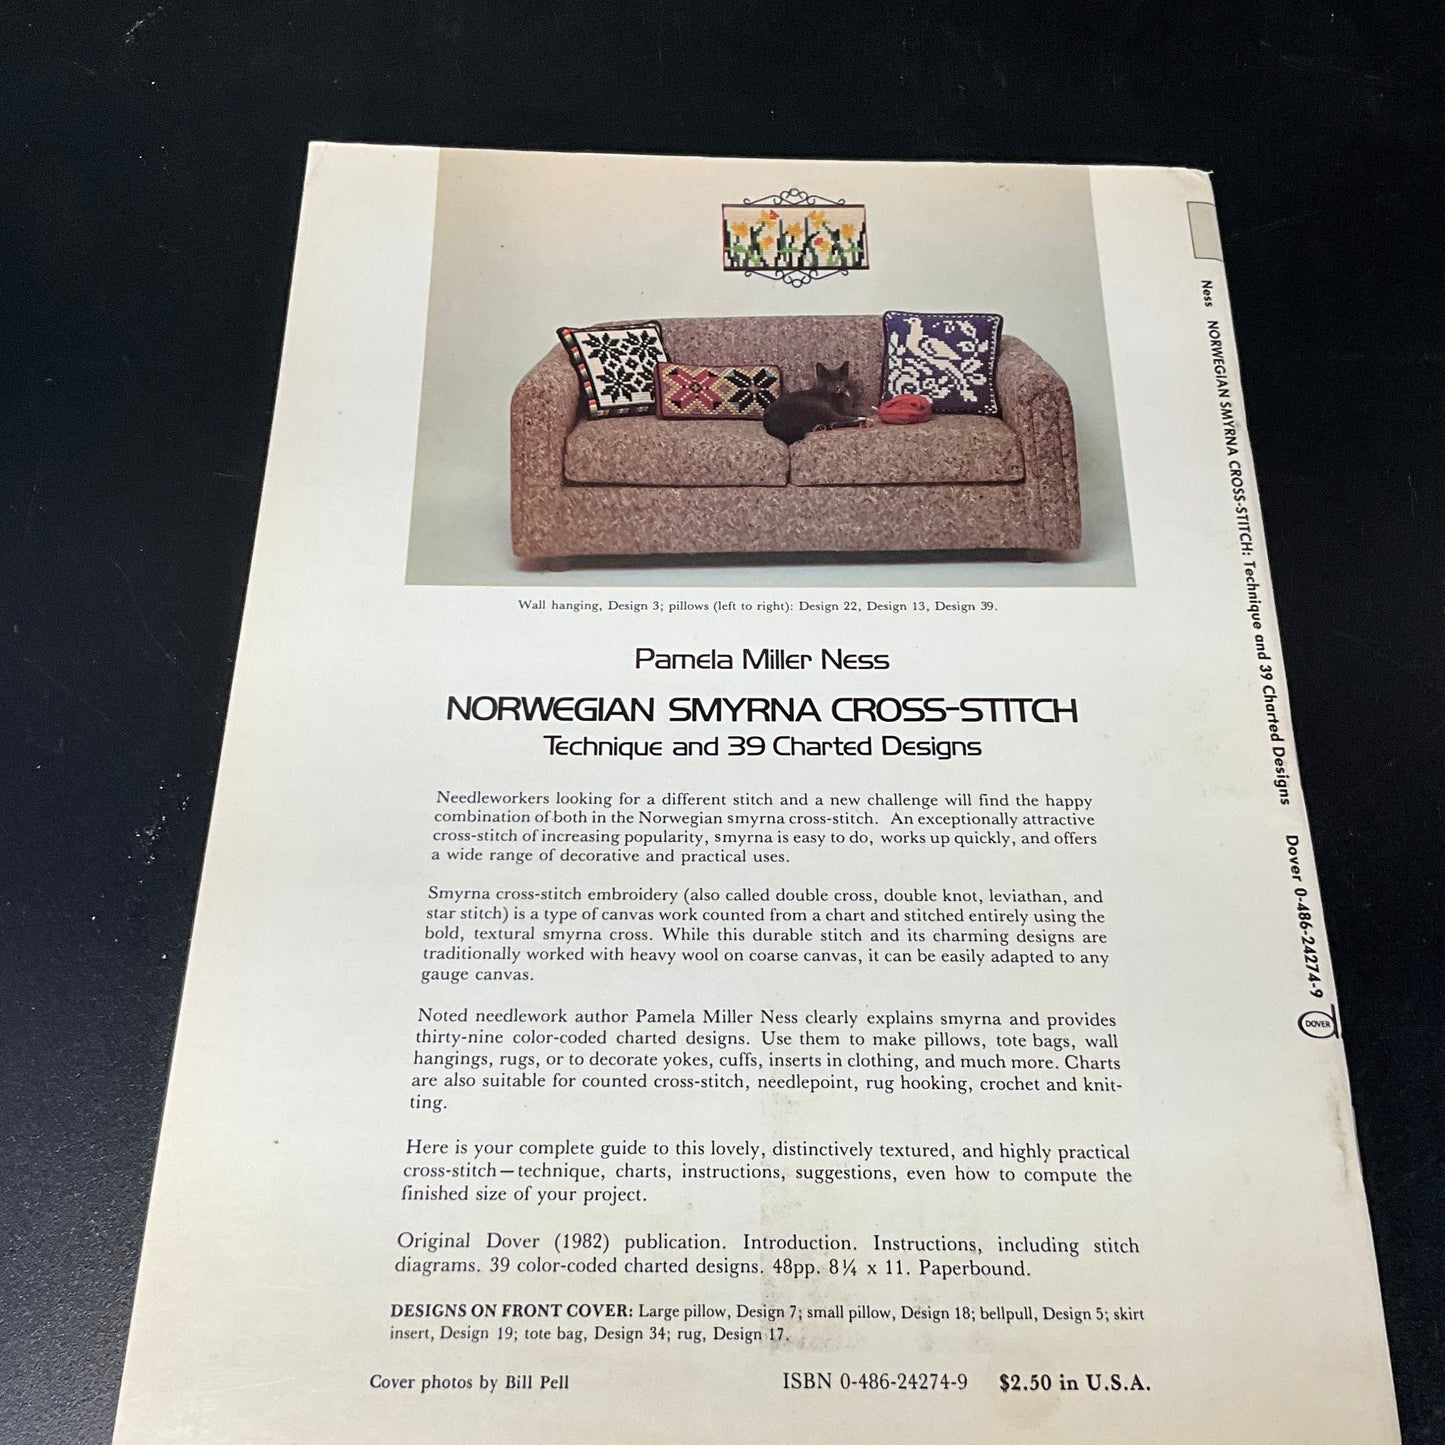 Wall hanging, Design 3; pillows (left to right): Design 22, Design 13, Design 39.
Pamela Miller Ness
NORWEGIAN SMYRNA CROSS-STITCH
Technique and 39 Charted Designs
Needleworkers looking for a different stitch and a new challenge will find the happy
combination of both in the Norwegian smyrna cross-stitch. An exceptionally attractive
cross-stitch of increasing popularity, smyrna is easy to do, works up quickly, and offers
a wide range of decorative and practical uses.
Smyrna cross-stitch embroidery (also called double cross, double knot, leviathan, and
star stitch) is a type of canvas work counted from a chart and stitched entirely using the
bold, textural smyrna cross. While this durable stitch and its charming designs are
traditionally worked with heavy wool on coarse canvas, it can be easily adapted to any
gauge canvas.
Noted needlework author Pamela Miller Ness clearly explains smyrna and provides
thirty-nine color-coded charted designs. Use them to make pillows, tote bags, wall
hangings, rugs, or to decorate yokes, cuffs, inserts in clothing, and much more. Charts
are also suitable for counted cross-stitch, needlepoint, rug hooking, crochet and knit-
ting.
Here is your complete guide to this lovely, distinctively textured, and highly practical
cross-stitch—technique, charts, instructions, suggestions, even how to compute the
finished size of your project.
Original Dover (1982) publication. Introduction. Instructions, including stitch
diagrams. 39 color-coded charted designs. 48pp. 8¼ x 11. Paperbound.
DESIGNS ON FRONT COVER: Large pillow, Design 7; small pillow, Design 18; bellpull, Design 5; skirt
insert, Design 19; tote bag, Design 34; rug, Design 17.
Cover photos by Bill Pell
ISBN 0-486-24274-9 $2.50 in U.S.A.
Ness NORWEGIAN SMYRNA CROSS-STITCH: Technique and 39 Charted Designs Dover 0-486-24274-9
DOVER